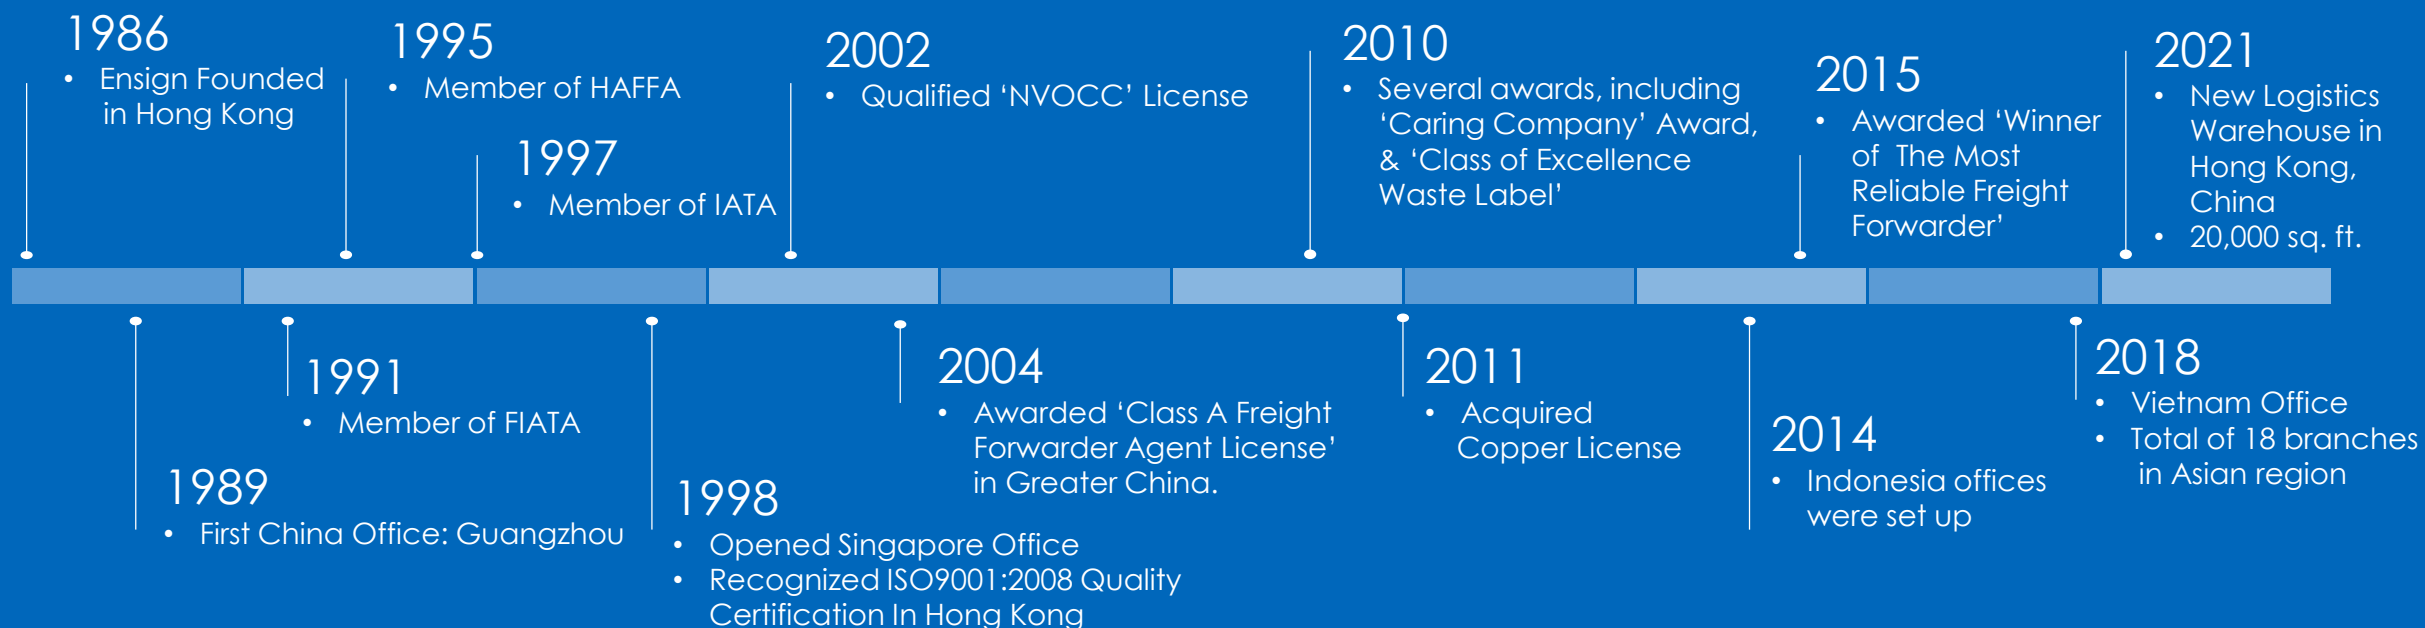 1986
• Ensign Founded
in Hong Kong
1995
• Member of HAFFA
1997
• Member of IATA
2002
• Qualified ‘NVOCC’ License
2010
• Several awards, including
‘Caring Company’ Award,
& ‘Class of Excellence
Waste Label’
2015
• Awarded ‘Winner
of The Most
Reliable Freight
Forwarder’
2021
• New Logistics
Warehouse in
Hong Kong,
China
• 20,000 sq. ft.
1989
• First China Office: Guangzhou
1991
• Member of FIATA
1998
• Opened Singapore Office
• Recognized ISO9001:2008 Quality
Certification In Hong Kong
2004
• Awarded ‘Class A Freight
Forwarder Agent License’
in Greater China.
2011
• Acquired
Copper License
2014
• Indonesia offices
were set up
2018
• Vietnam Office
• Total of 18 branches
in Asian region